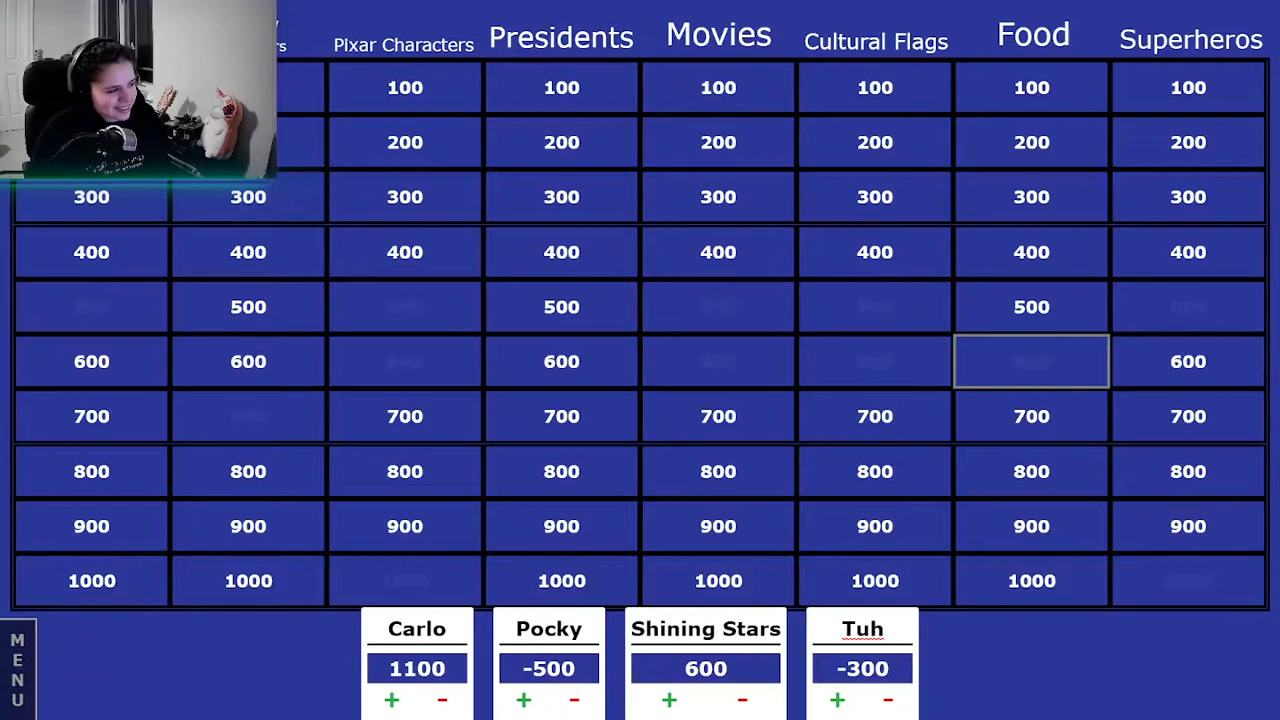 Pixar Characters Presidents Movies Cultural Flags Food Superheros
100 100 100 100 100 100
200 200 200 200 200 200
300 300 300 300 300 300 300 300
400 400 400 400 400 400 400 400
500 500 500
600 600 600 600
700 700 700 700 700 700 700
800 800 800 800 800 800 800 800
900 900 900 900 900 900 900 900
1000 1000 1000 1000 1000 1000
MENU
Carlo Pocky Shining Stars Tuh
1100 -500 600 -300
+ - + - + - + -